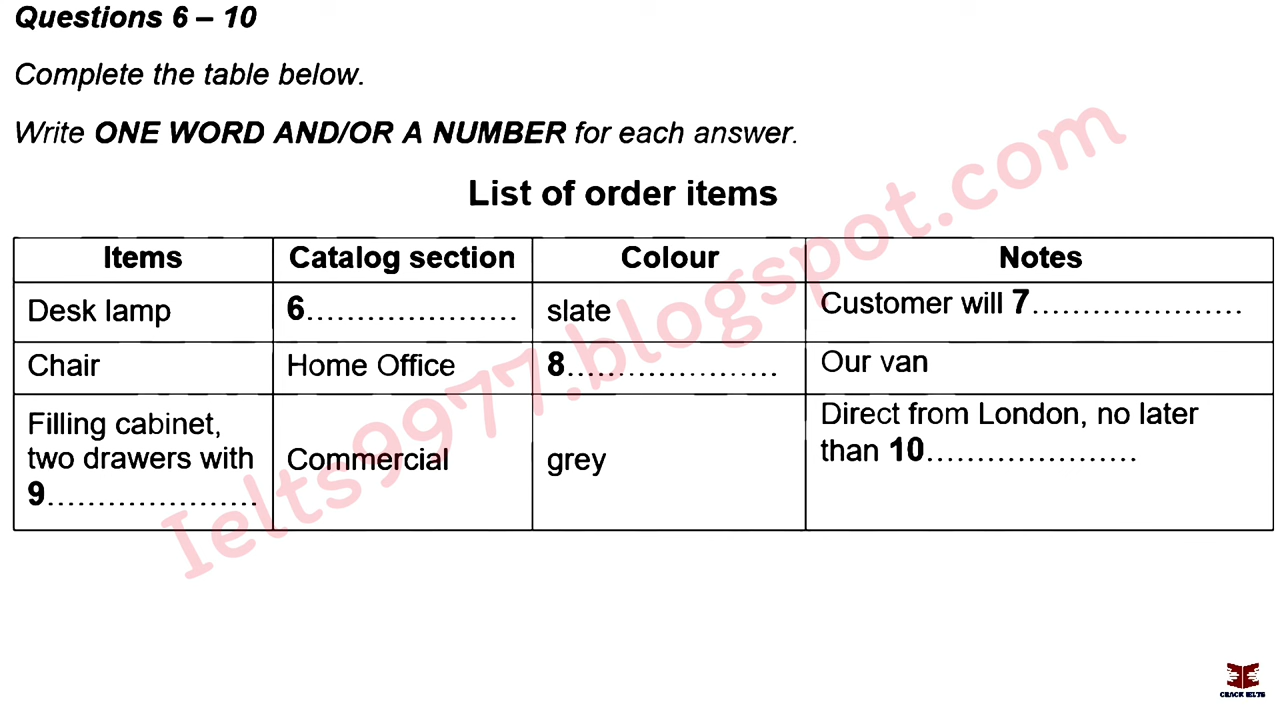 Questions 6 – 10
Complete the table below.
Write ONE WORD AND/OR A NUMBER for each answer.
List of order items
Items Catalog section Colour Notes
Desk lamp 6..................... slate Customer will 7.....................
Chair Home Office 8..................... Our van
Filling cabinet,
two drawers with
9.....................
Commercial
grey
Direct from London, no later
than 10.....................
Ielts9977.blogspot.com
CRACK IELTS